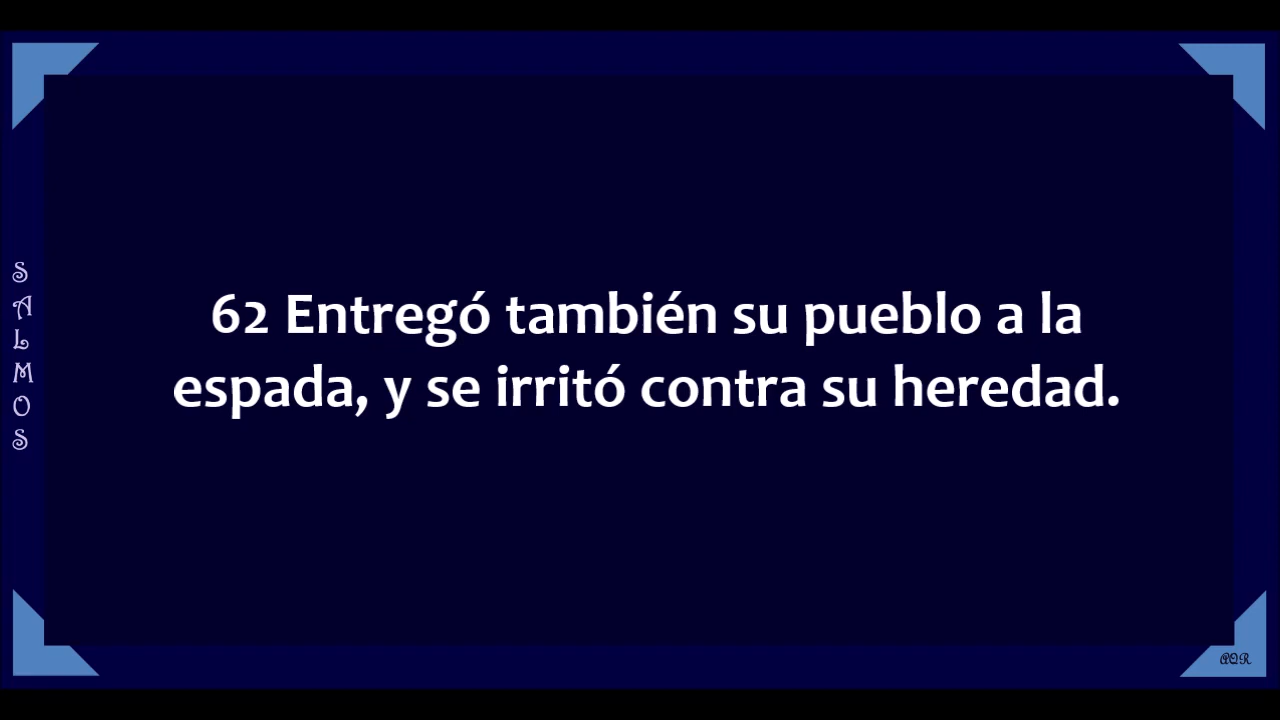 SALMOS
62 Entregó también su pueblo a la
espada, y se irritó contra su heredad.